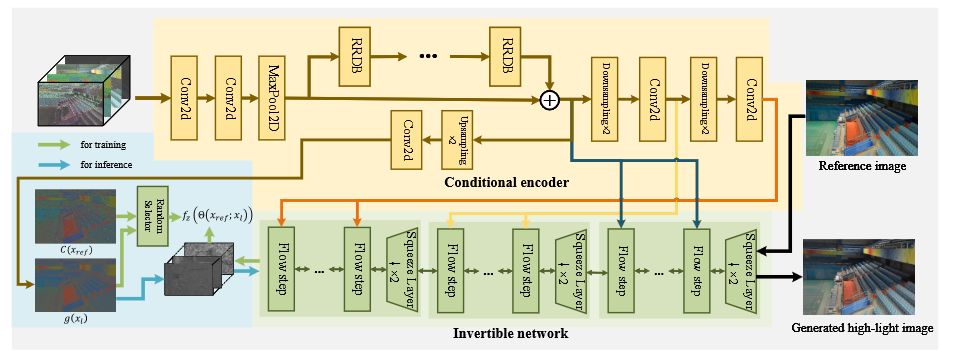 RRDB
RRDB
Conv2d
Conv2d
MaxPool2D
Downsampling×2
Conv2d
Downsampling×2
Conv2d
Conv2d
Upsampling
×2
Conditional encoder
Reference image
for training
for inference
C(x_ref)
Random
Selector
f_z(Θ(x_ref; x_l))
g(x_l)
Flow step
...
Flow step
Squeeze Layer
↓ ×2
Flow step
...
Flow step
Squeeze Layer
↓ ×2
Flow step
...
Flow step
Squeeze Layer
↓ ×2
Invertible network
Generated high-light image